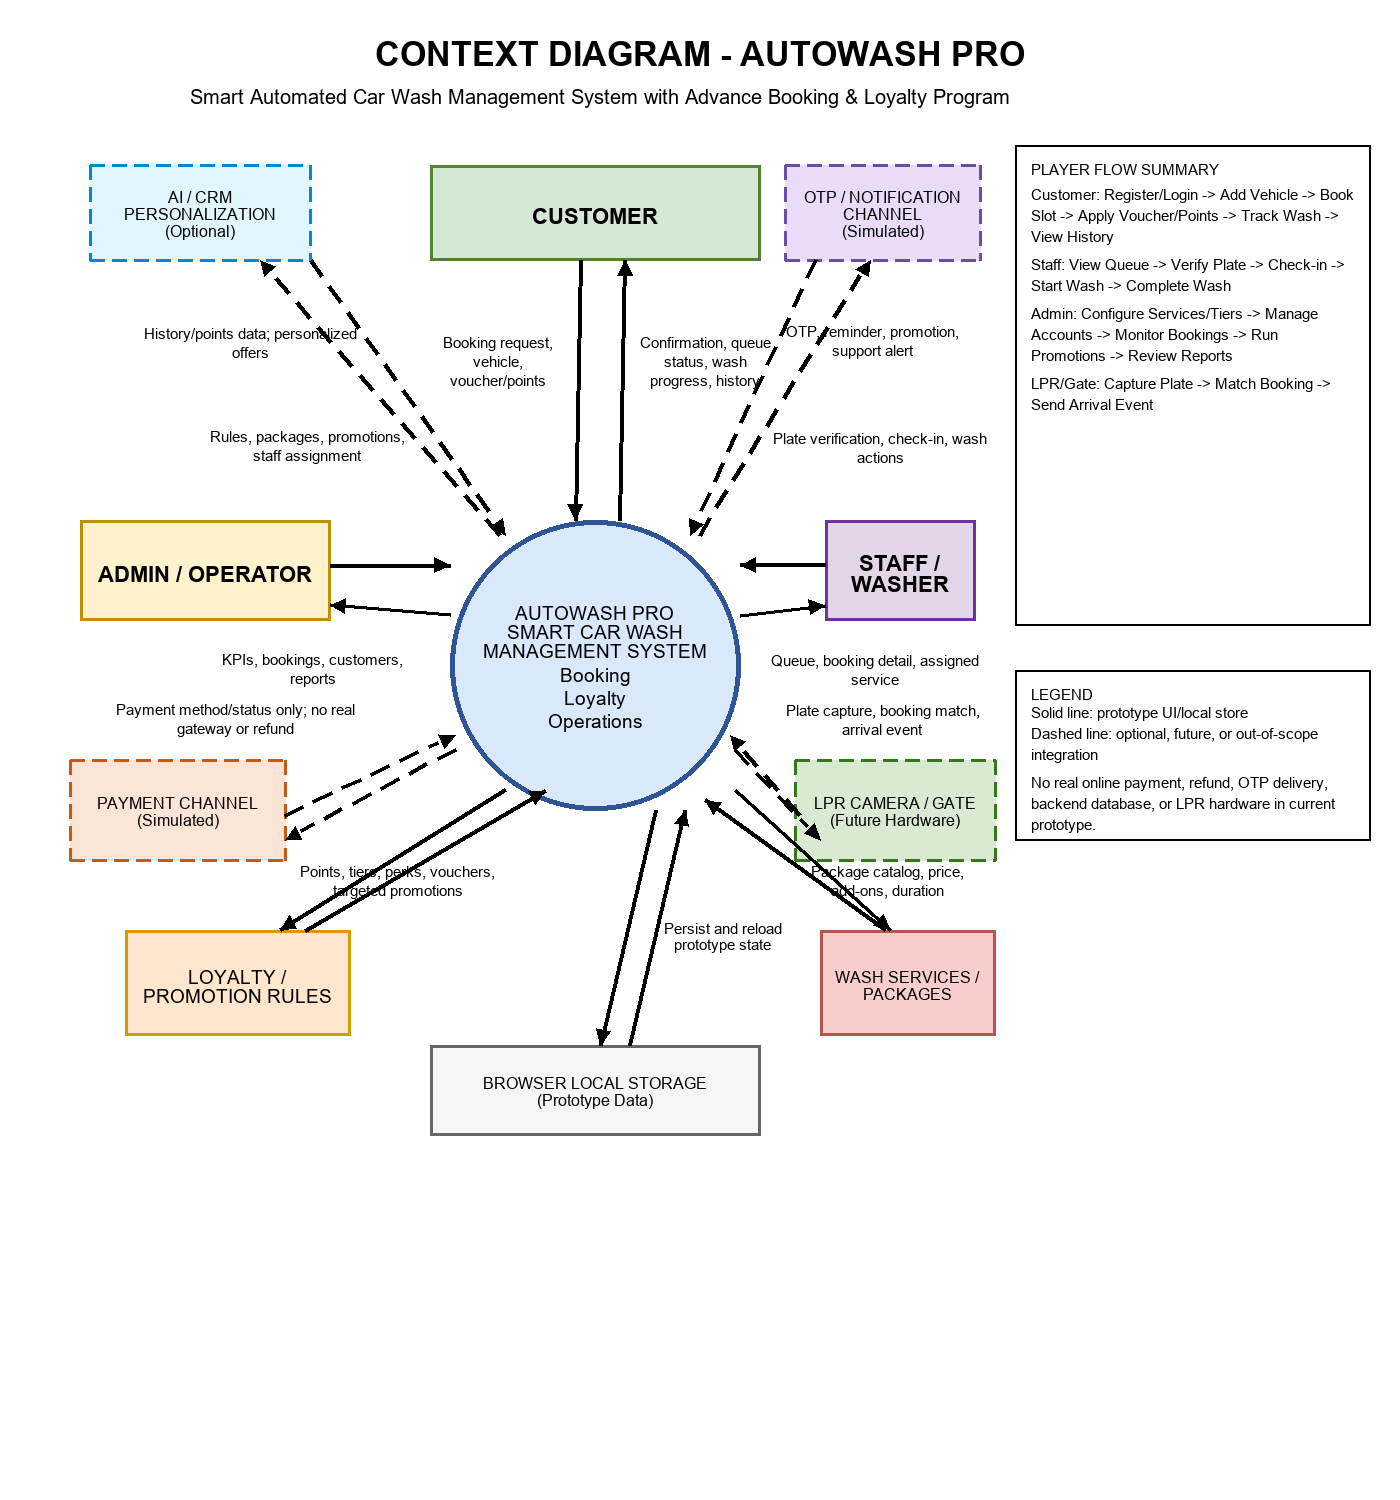 CONTEXT DIAGRAM - AUTOWASH PRO
Smart Automated Car Wash Management System with Advance Booking & Loyalty Program
AI / CRM
PERSONALIZATION
(Optional)
CUSTOMER
OTP / NOTIFICATION
CHANNEL
(Simulated)
History/points data; personalized
offers
Booking request,
vehicle,
voucher/points
Confirmation, queue
status, wash
progress, history
OTP, reminder, promotion,
support alert
Rules, packages, promotions,
staff assignment
Plate verification, check-in, wash
actions
ADMIN / OPERATOR
STAFF /
WASHER
AUTOWASH PRO
SMART CAR WASH
MANAGEMENT SYSTEM
Booking
Loyalty
Operations
KPIs, bookings, customers,
reports
Queue, booking detail, assigned
service
Payment method/status only; no real
gateway or refund
Plate capture, booking match,
arrival event
PAYMENT CHANNEL
(Simulated)
LPR CAMERA / GATE
(Future Hardware)
Points, tiers, perks, vouchers,
targeted promotions
Package catalog, price,
add-ons, duration
Persist and reload
prototype state
LOYALTY /
PROMOTION RULES
WASH SERVICES /
PACKAGES
BROWSER LOCAL STORAGE
(Prototype Data)
PLAYER FLOW SUMMARY
Customer: Register/Login -> Add Vehicle -> Book
Slot -> Apply Voucher/Points -> Track Wash ->
View History
Staff: View Queue -> Verify Plate -> Check-in ->
Start Wash -> Complete Wash
Admin: Configure Services/Tiers -> Manage
Accounts -> Monitor Bookings -> Run
Promotions -> Review Reports
LPR/Gate: Capture Plate -> Match Booking ->
Send Arrival Event
LEGEND
Solid line: prototype UI/local store
Dashed line: optional, future, or out-of-scope
integration
No real online payment, refund, OTP delivery,
backend database, or LPR hardware in current
prototype.